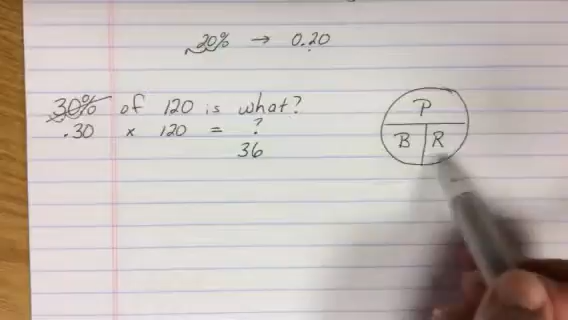 20% → 0.20
30% of 120 is what?
.30 x 120 = ?
36
P
B R